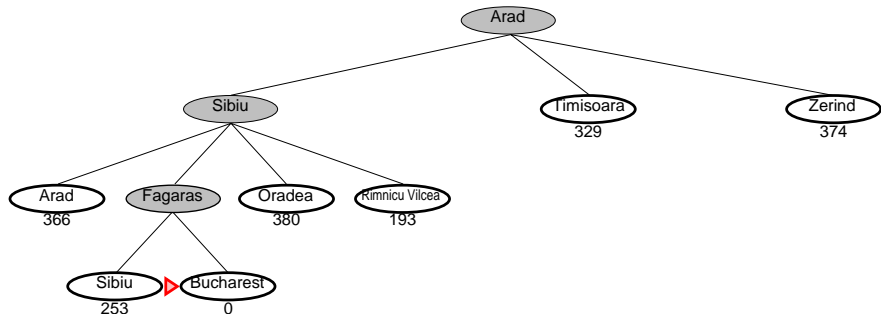 Arad
Sibiu Timisoara Zerind
329 374
Arad Fagaras Oradea Rimnicu Vilcea
366 380 193
Sibiu Bucharest
253 0